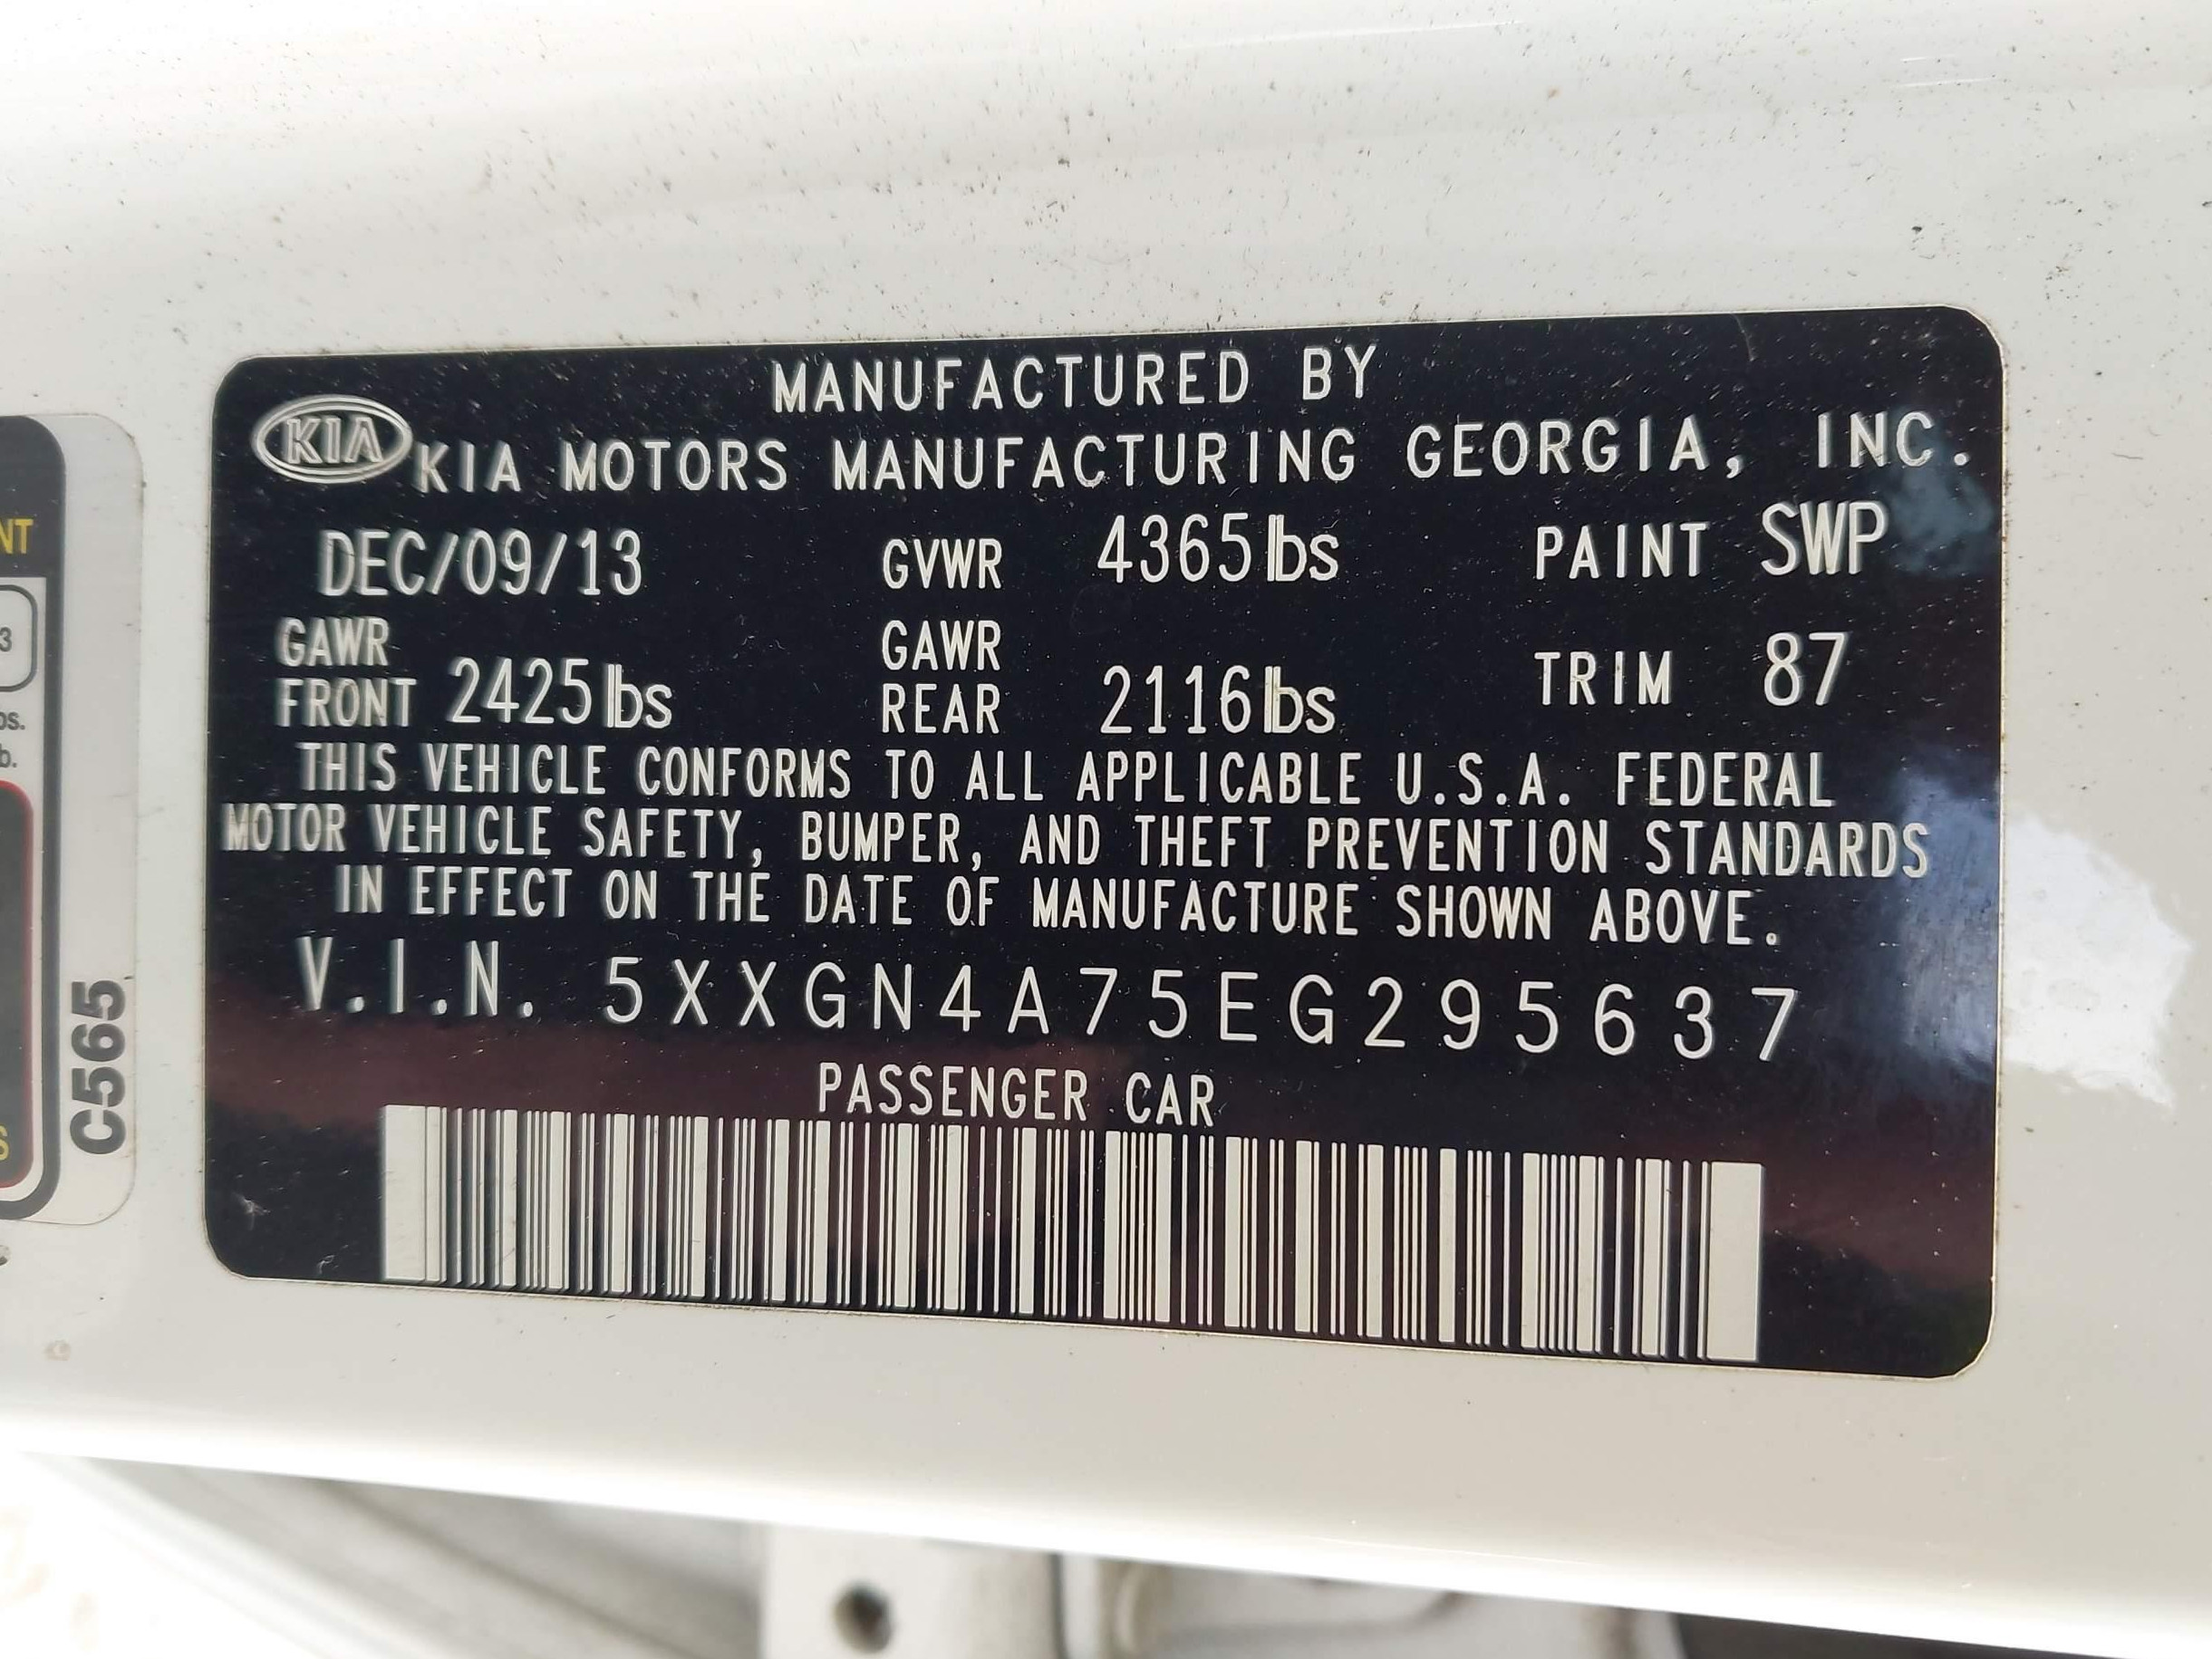 MANUFACTURED BY
KIA KIA MOTORS MANUFACTURING GEORGIA, INC.
DEC/09/13 GVWR 4365lbs PAINT SWP
GAWR FRONT 2425lbs GAWR REAR 2116lbs TRIM 87
THIS VEHICLE CONFORMS TO ALL APPLICABLE U.S.A. FEDERAL
MOTOR VEHICLE SAFETY, BUMPER, AND THEFT PREVENTION STANDARDS
IN EFFECT ON THE DATE OF MANUFACTURE SHOWN ABOVE.
V.I.N. 5XXGN4A75EG295637
PASSENGER CAR
C565
NT
3